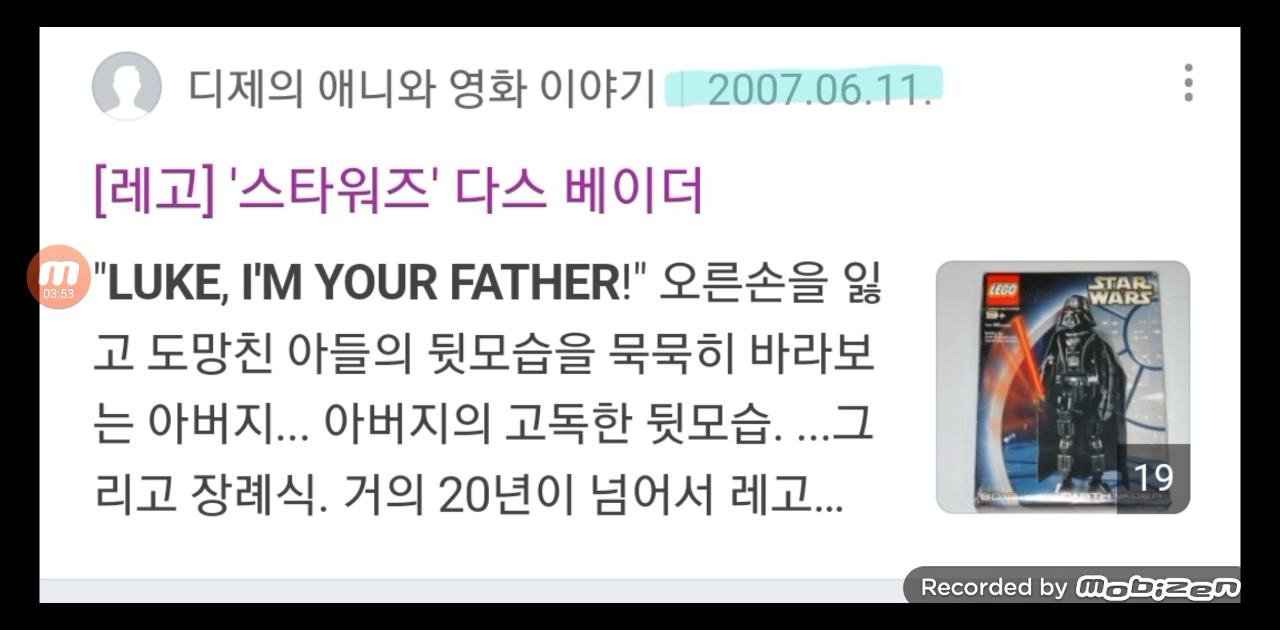 디제의 애니와 영화 이야기 | 2007.06.11.
[레고] '스타워즈' 다스 베이더
"LUKE, I'M YOUR FATHER!" 오른손을 잃
고 도망친 아들의 뒷모습을 묵묵히 바라보
는 아버지... 아버지의 고독한 뒷모습. ...그
리고 장례식. 거의 20년이 넘어서 레고...
03:53
LEGO
STAR
WARS
9+
DARTH VADER
19
Recorded by Mobizen